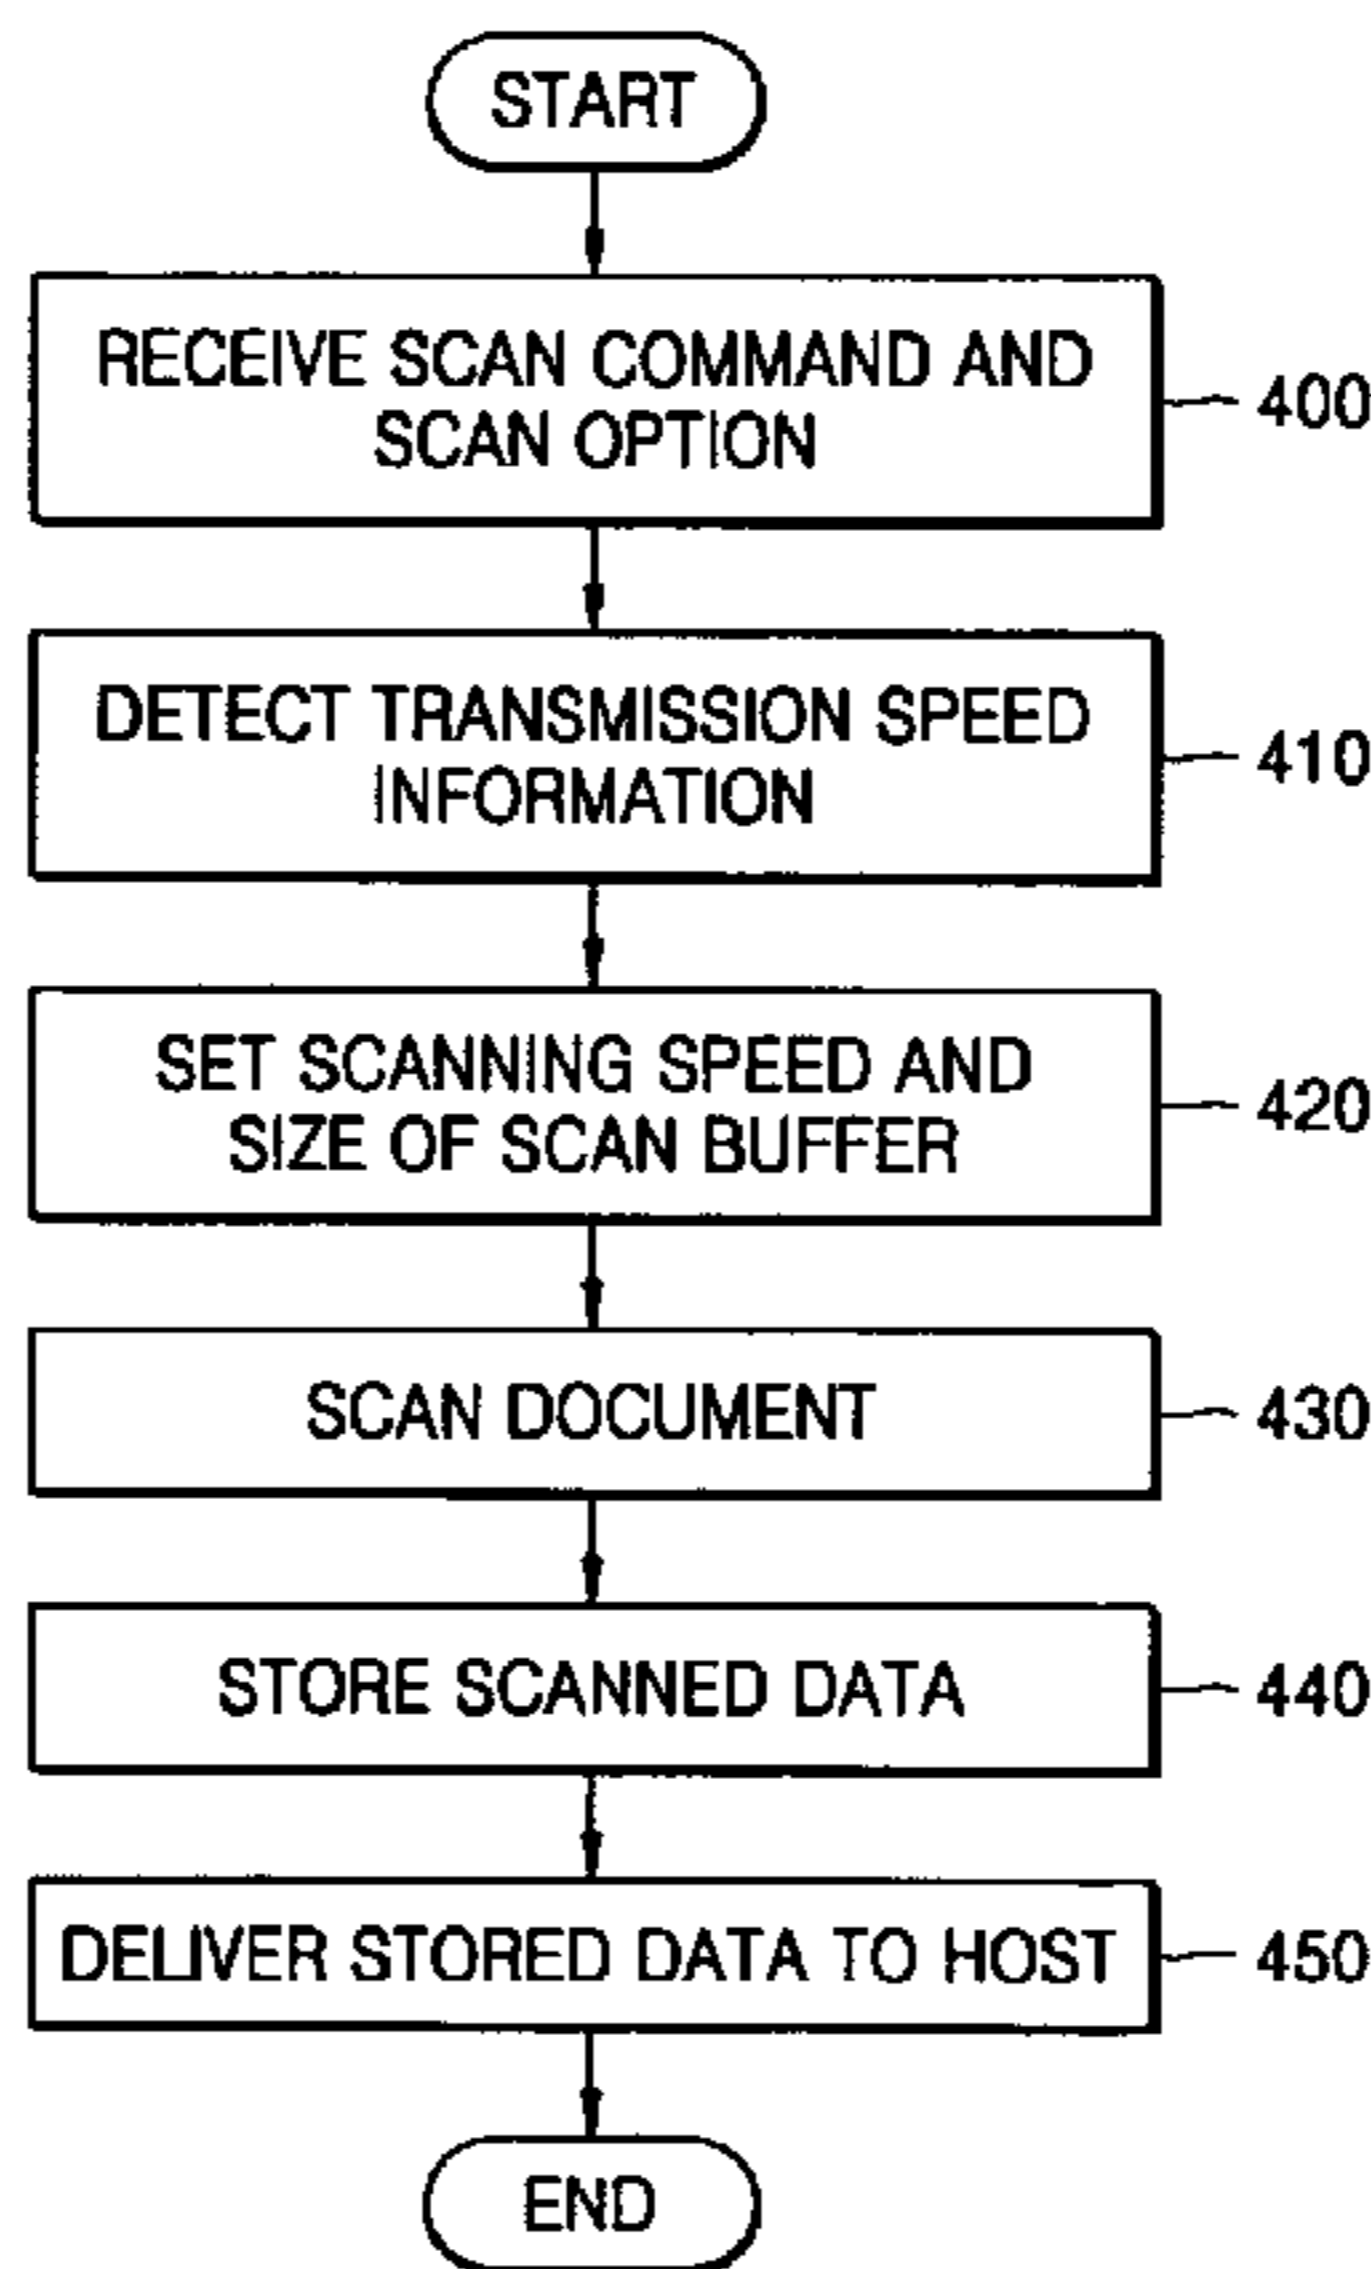 START
RECEIVE SCAN COMMAND AND
SCAN OPTION
400
DETECT TRANSMISSION SPEED
INFORMATION
410
SET SCANNING SPEED AND
SIZE OF SCAN BUFFER
420
SCAN DOCUMENT
430
STORE SCANNED DATA
440
DELIVER STORED DATA TO HOST
450
END